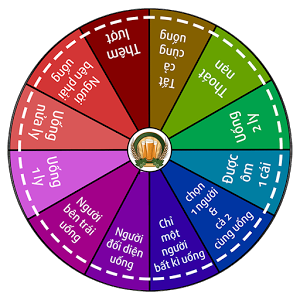 Tất
cả
cùng
uống
Thoát
nạn
Uống
2 ly
Được
ôm
1 cái
chọn
1 người
&
cả 2
cùng uống
Chỉ
một
người
bất kì uống
Người
đối diện
uống
Người
bên trái
uống
Uống
1 ly
Uống
nửa ly
Người
bên phải
uống
Thêm
lượt